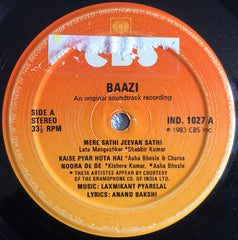 CBS
BAAZI
An original soundtrack recording
SIDE A
STEREO
33⅓ RPM
IND. 1027 A
℗ 1983 CBS Inc.
MERE SATHI JEEVAN SATHI
Lata Mangeshkar *Shabbir Kumar
KAISE PYAR HOTA HAI *Asha Bhosle & Chorus
NOORA DE DE *Kishore Kumar, *Asha Bhosle
* THESE ARTISTES APPEAR BY COURTESY
OF THE GRAMOPHONE CO. OF INDIA LTD.
MUSIC: LAXMIKANT PYARELAL
LYRICS: ANAND BAKSHI